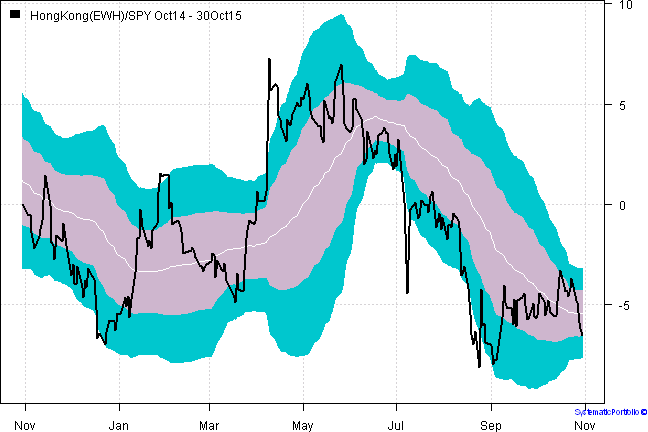 HongKong(EWH)/SPY Oct14 - 30Oct15
10
5
0
-5
Nov Jan Mar May Jul Sep Nov
SystematicPortfolio ©